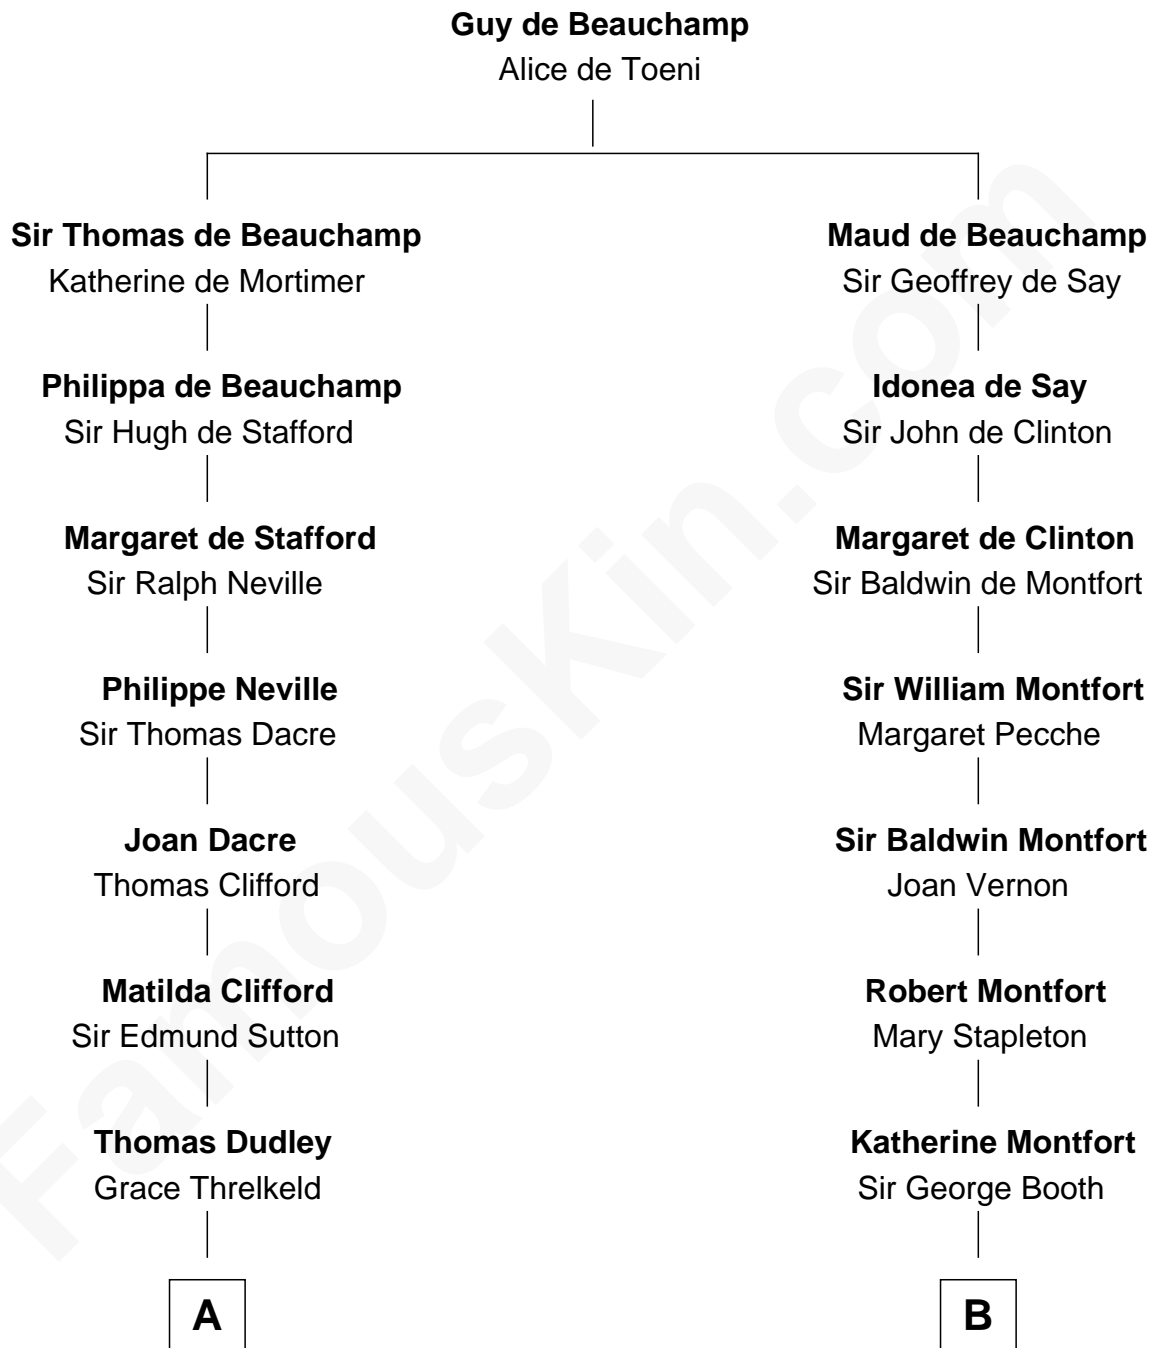 Guy de Beauchamp
Alice de Toeni
Sir Thomas de Beauchamp
Katherine de Mortimer
Maud de Beauchamp
Sir Geoffrey de Say
Philippa de Beauchamp
Sir Hugh de Stafford
Idonea de Say
Sir John de Clinton
Margaret de Stafford
Sir Ralph Neville
Margaret de Clinton
Sir Baldwin de Montfort
Philippe Neville
Sir Thomas Dacre
Sir William Montfort
Margaret Pecche
Joan Dacre
Thomas Clifford
Sir Baldwin Montfort
Joan Vernon
Matilda Clifford
Sir Edmund Sutton
Robert Montfort
Mary Stapleton
Thomas Dudley
Grace Threlkeld
Katherine Montfort
Sir George Booth
A
B
FamousKin.com